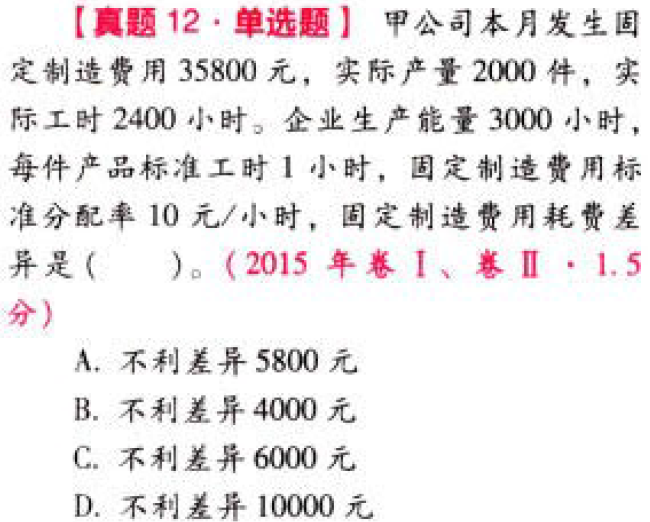 【真题 12·单选题】 甲公司本月发生固
定制造费用 35800 元，实际产量 2000 件，实
际工时 2400 小时。企业生产能量 3000 小时，
每件产品标准工时 1 小时，固定制造费用标
准分配率 10 元/小时，固定制造费用耗费差
异是(　　)。(2015 年卷Ⅰ、卷Ⅱ·1.5
分)
A. 不利差异 5800 元
B. 不利差异 4000 元
C. 不利差异 6000 元
D. 不利差异 10000 元